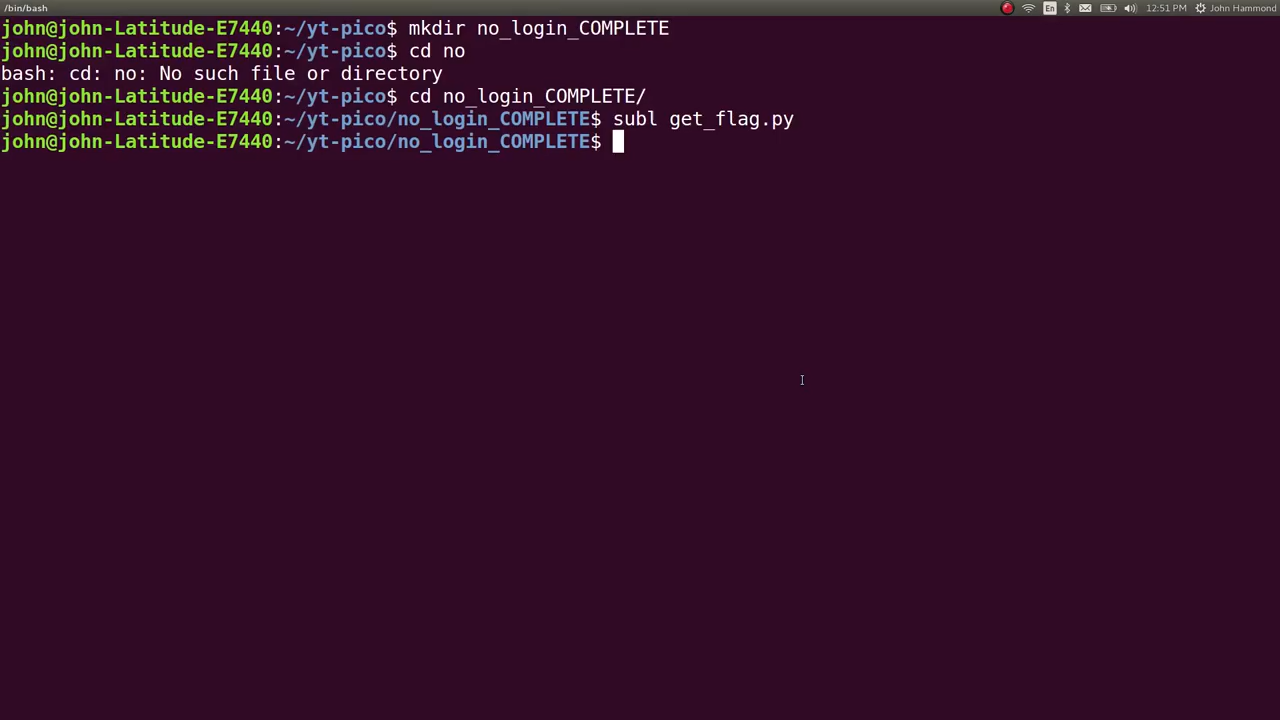 /bin/bash
En
12:51 PM
John Hammond
john@john-Latitude-E7440:~/yt-pico$ mkdir no_login_COMPLETE
john@john-Latitude-E7440:~/yt-pico$ cd no
bash: cd: no: No such file or directory
john@john-Latitude-E7440:~/yt-pico$ cd no_login_COMPLETE/
john@john-Latitude-E7440:~/yt-pico/no_login_COMPLETE$ subl get_flag.py
john@john-Latitude-E7440:~/yt-pico/no_login_COMPLETE$